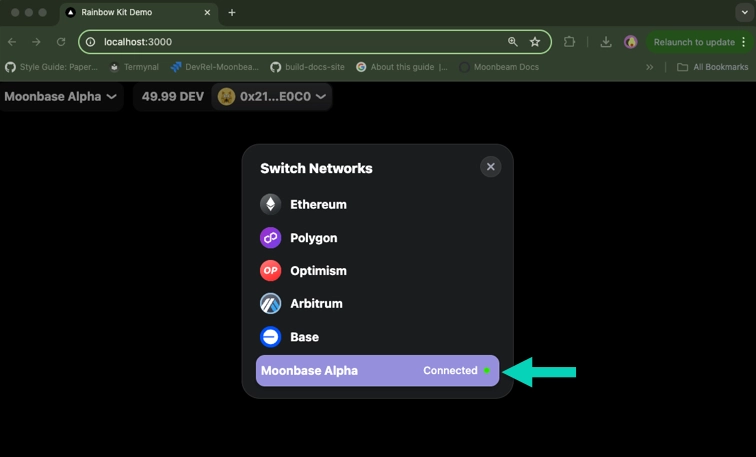 Rainbow Kit Demo
localhost:3000
Relaunch to update
Style Guide: Paper...
Termynal
DevRel–Moonbea...
build-docs-site
About this guide |...
Moonbeam Docs
All Bookmarks
Moonbase Alpha
49.99 DEV
0x21...E0C0
Switch Networks
Ethereum
Polygon
OP
Optimism
Arbitrum
Base
Moonbase Alpha
Connected